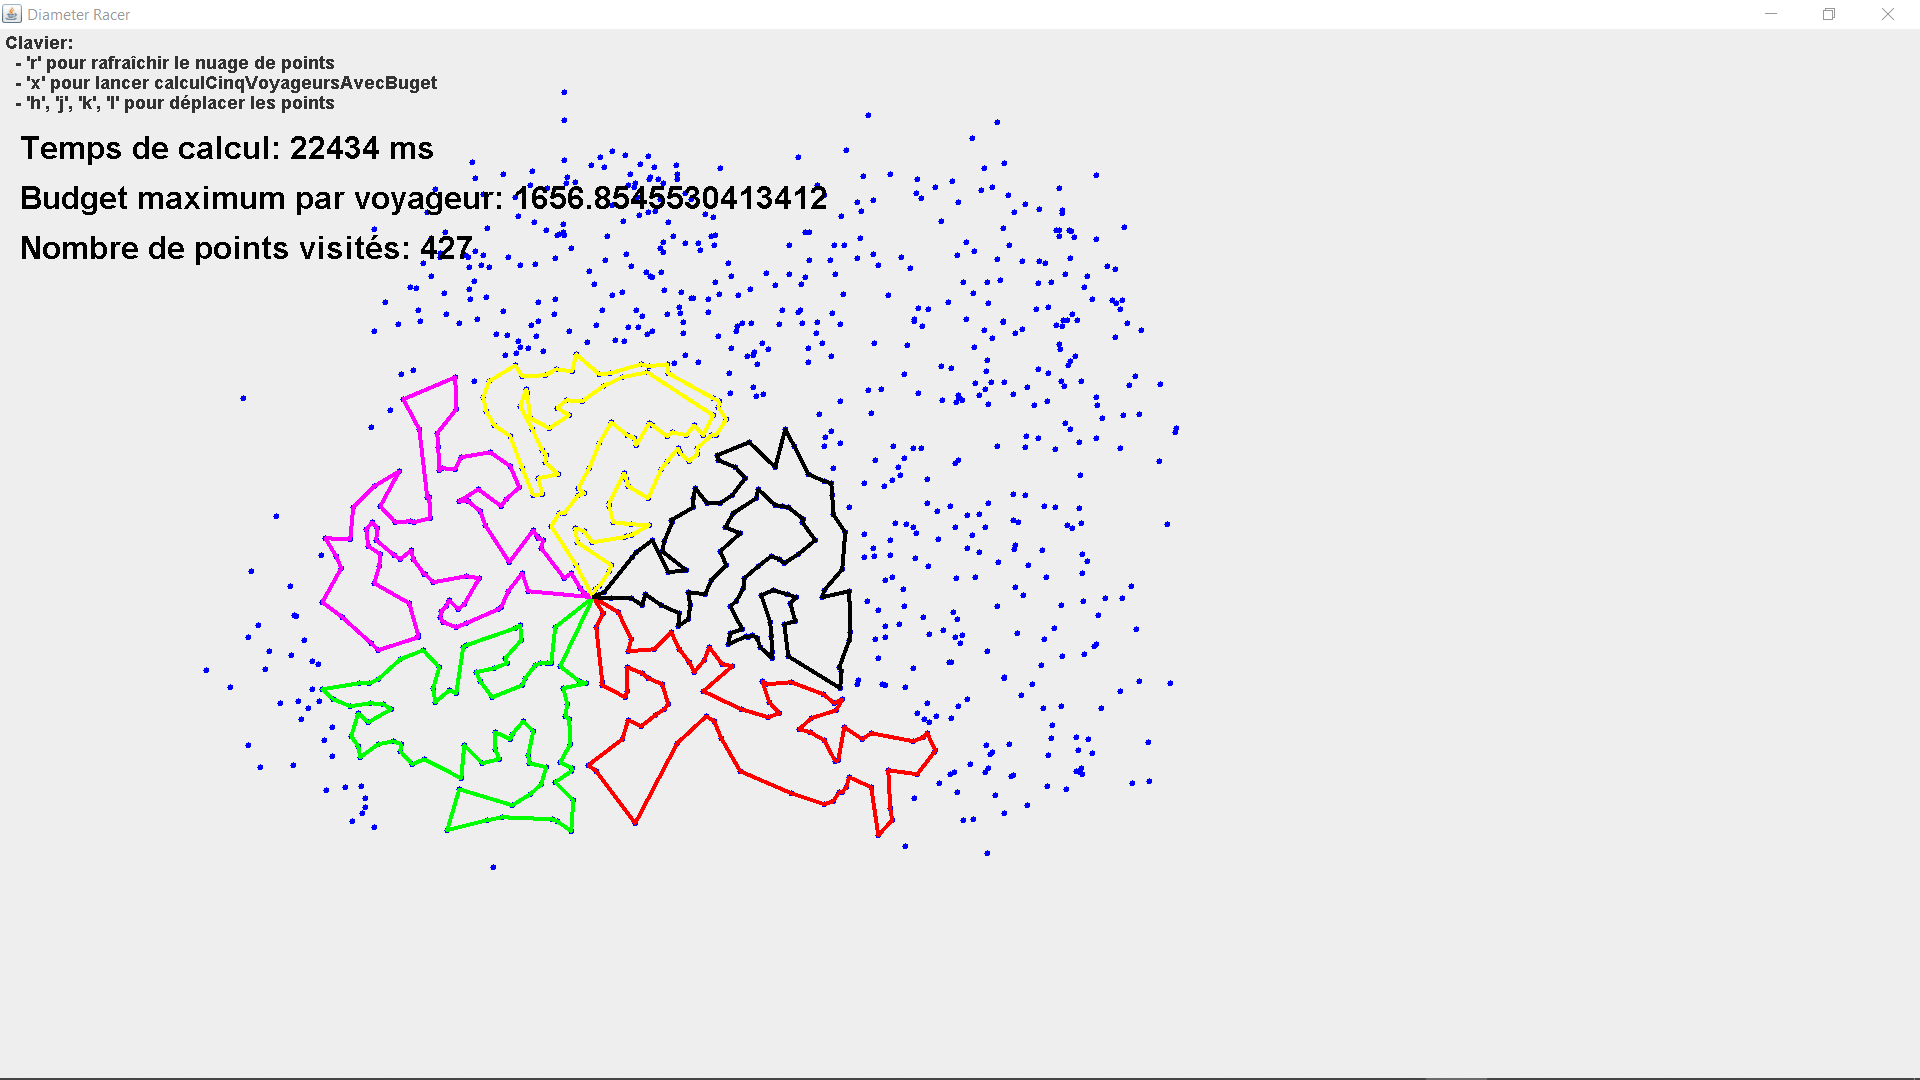 Diameter Racer
Clavier:
- 'r' pour rafraîchir le nuage de points
- 'x' pour lancer calculCinqVoyageursAvecBuget
- 'h', 'j', 'k', 'l' pour déplacer les points
Temps de calcul: 22434 ms
Budget maximum par voyageur: 1656.8545530413412
Nombre de points visités: 427